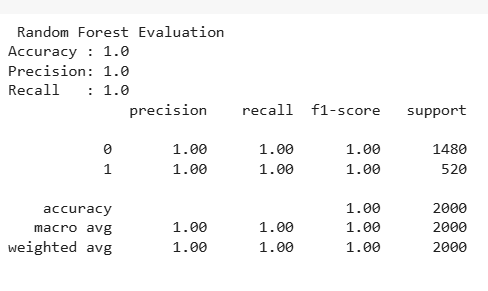 Random Forest Evaluation
Accuracy : 1.0
Precision: 1.0
Recall   : 1.0
              precision    recall  f1-score   support

           0       1.00      1.00      1.00      1480
           1       1.00      1.00      1.00       520

    accuracy                           1.00      2000
   macro avg       1.00      1.00      1.00      2000
weighted avg       1.00      1.00      1.00      2000